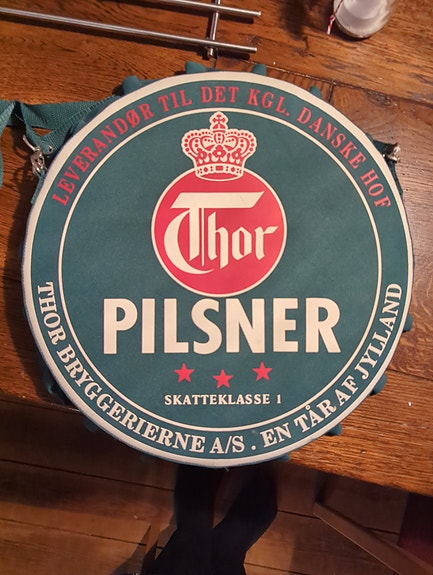 LEVERANDØR TIL DET KGL. DANSKE HOF
Thor
PILSNER
SKATTEKLASSE 1
THOR BRYGGERIERNE A/S . EN TÅR AF JYLLAND